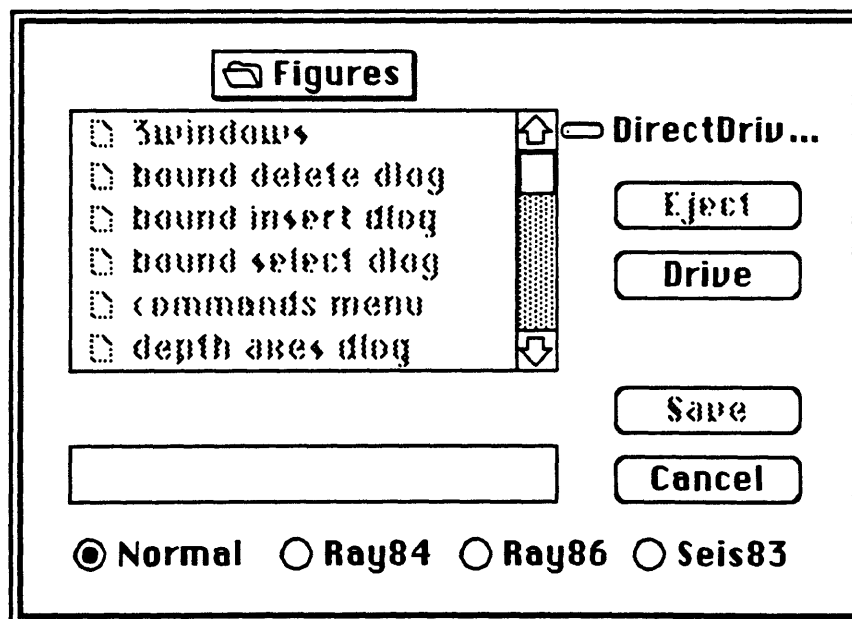 Figures
3windows
DirectDriv...
bound delete dlog
Eject
bound insert dlog
bound select dlog
Drive
commands menu
depth axes dlog
Save
Cancel
Normal Ray84 Ray86 Seis83